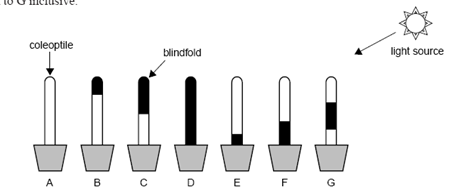 to G inclusive.
light source
coleoptile
blindfold
A B C D E F G